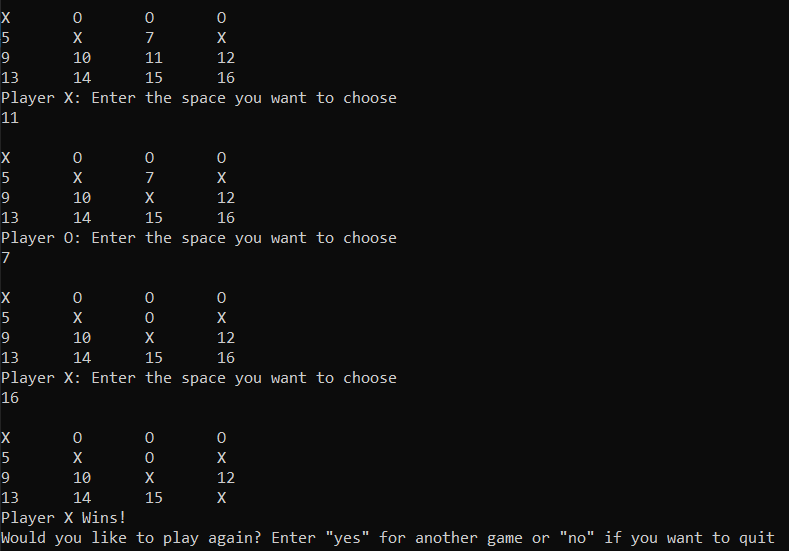 X O O O
5 X 7 X
9 10 11 12
13 14 15 16
Player X: Enter the space you want to choose
11
X O O O
5 X 7 X
9 10 X 12
13 14 15 16
Player O: Enter the space you want to choose
7
X O O O
5 X O X
9 10 X 12
13 14 15 16
Player X: Enter the space you want to choose
16
X O O O
5 X O X
9 10 X 12
13 14 15 X
Player X Wins!
Would you like to play again? Enter "yes" for another game or "no" if you want to quit